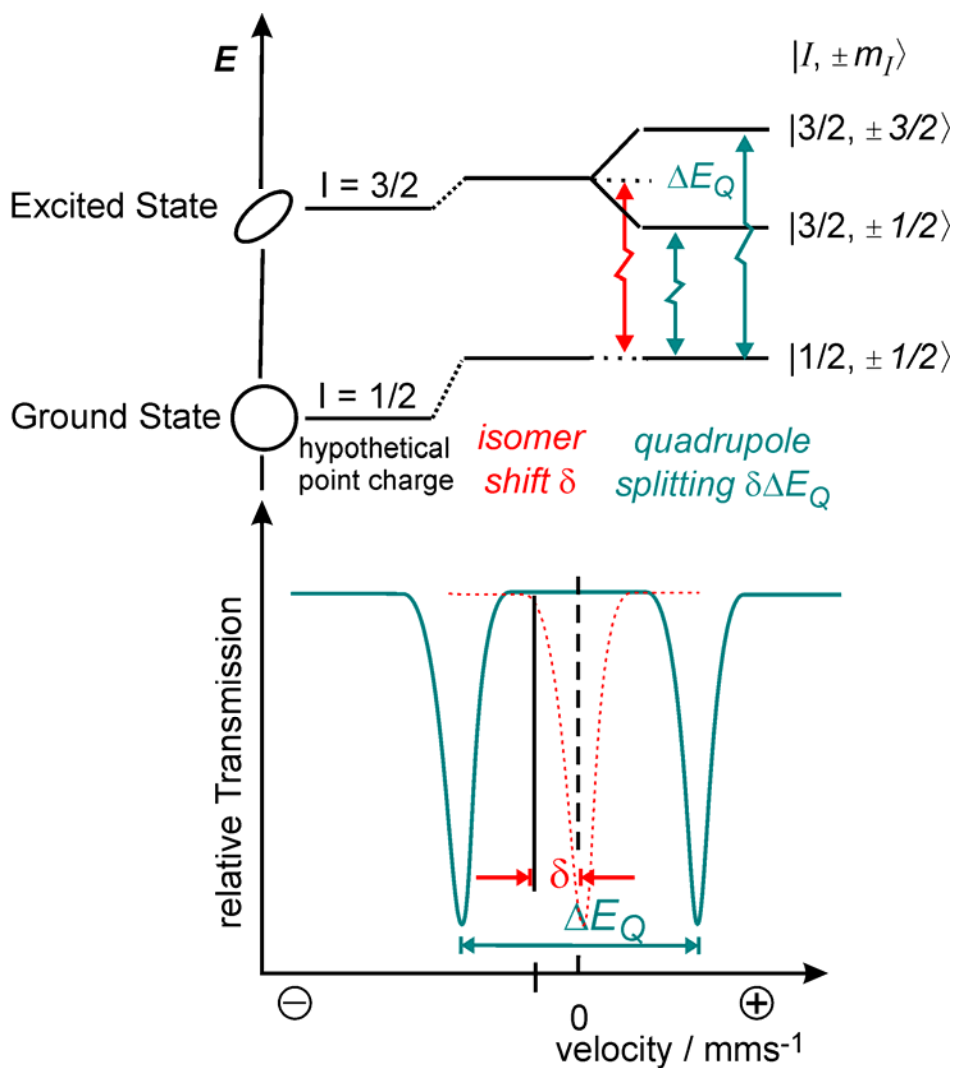 E
|I, ± m_I⟩
|3/2, ± 3/2⟩
Excited State
I = 3/2
ΔE_Q
|3/2, ± 1/2⟩
|1/2, ± 1/2⟩
Ground State
I = 1/2
hypothetical
point charge
isomer
shift δ
quadrupole
splitting δΔE_Q
relative Transmission
δ
ΔE_Q
−
0
+
velocity / mms⁻¹